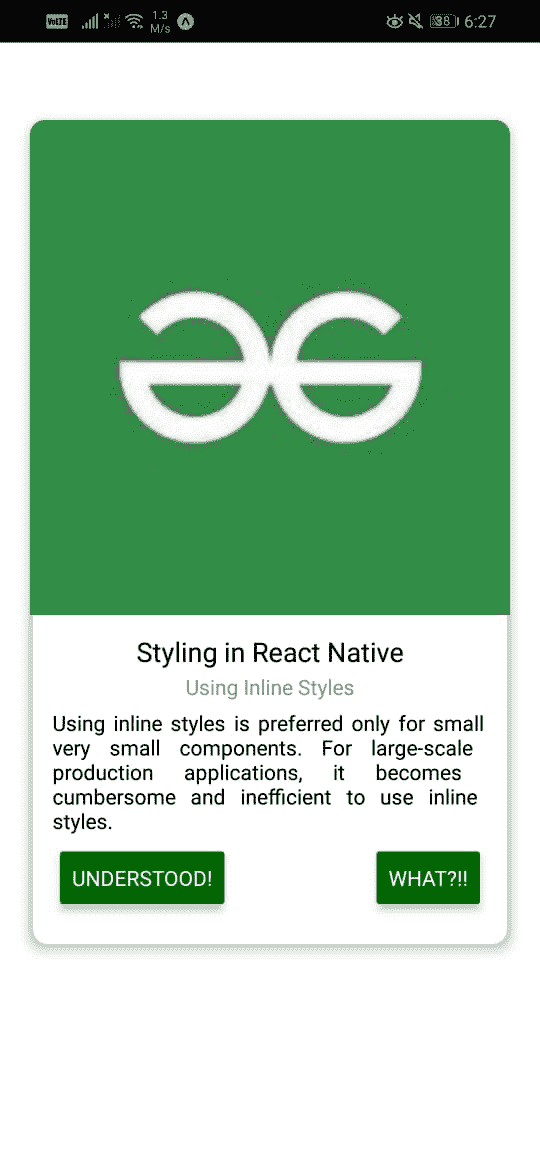 VoLTE 1.3 M/s 38 6:27
Styling in React Native
Using Inline Styles
Using inline styles is preferred only for small
very small components. For large-scale
production applications, it becomes
cumbersome and inefficient to use inline
styles.
UNDERSTOOD! WHAT?!!